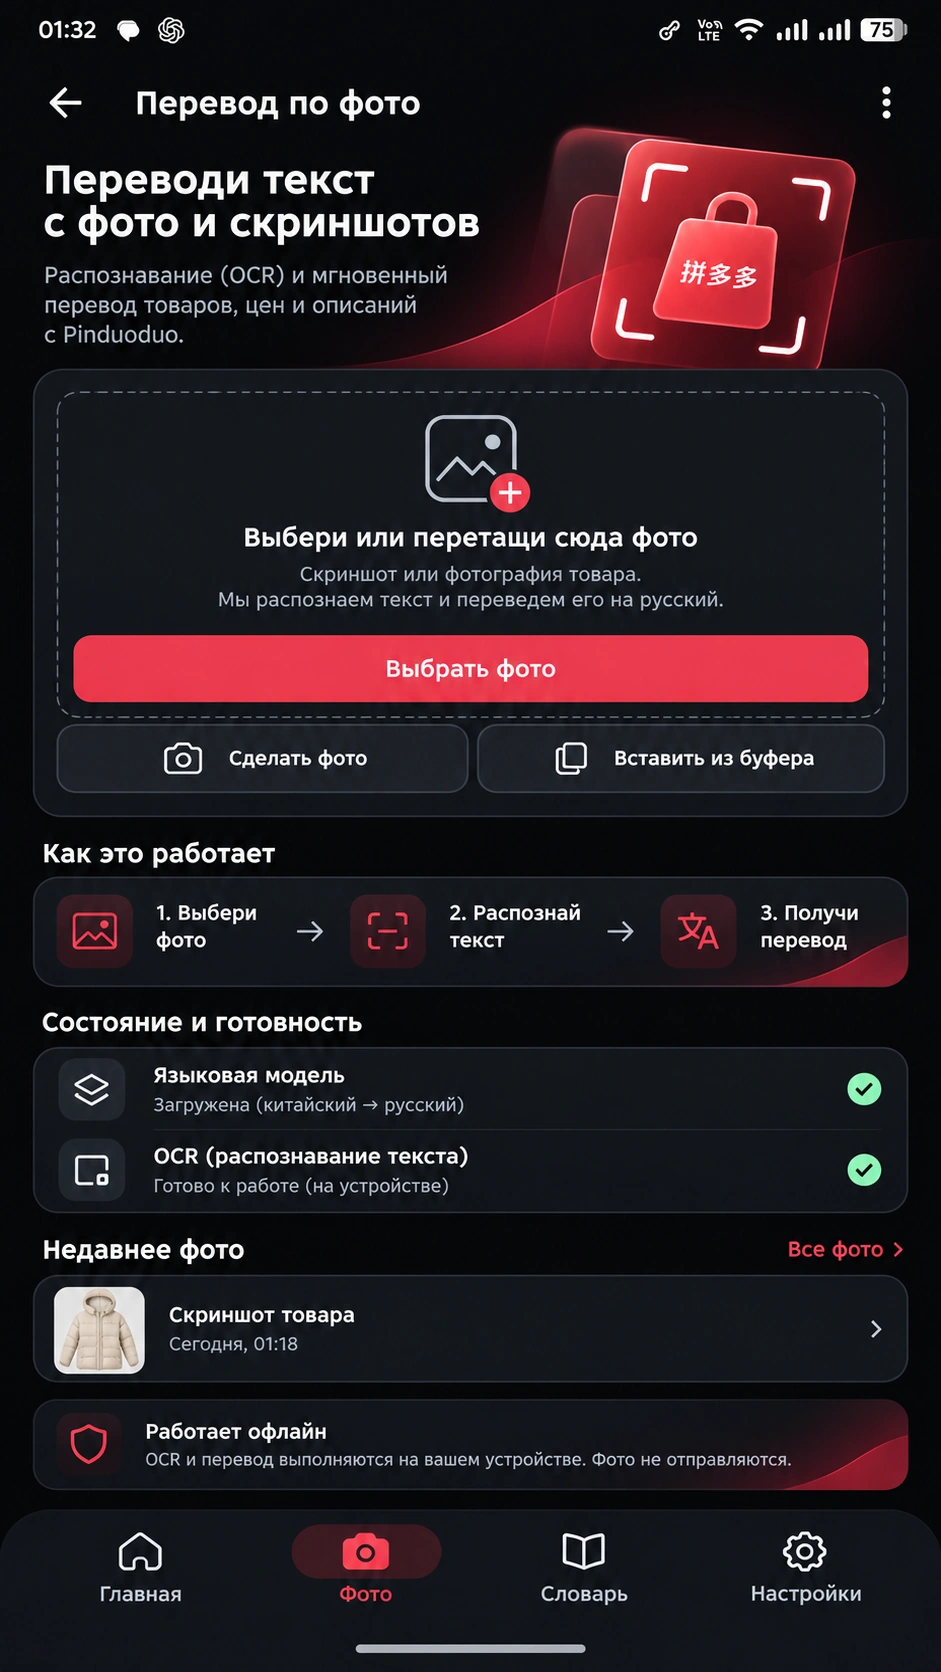 01:32
Vo LTE
75
Перевод по фото
Переводи текст
с фото и скриншотов
Распознавание (OCR) и мгновенный
перевод товаров, цен и описаний
с Pinduoduo.
拼多多
Выбери или перетащи сюда фото
Скриншот или фотография товара.
Мы распознаем текст и переведем его на русский.
Выбрать фото
Сделать фото
Вставить из буфера
Как это работает
1. Выбери
фото
2. Распознай
текст
3. Получи
перевод
Состояние и готовность
Языковая модель
Загружена (китайский → русский)
OCR (распознавание текста)
Готово к работе (на устройстве)
Недавнее фото
Все фото
Скриншот товара
Сегодня, 01:18
Работает офлайн
OCR и перевод выполняются на вашем устройстве. Фото не отправляются.
Главная
Фото
Словарь
Настройки